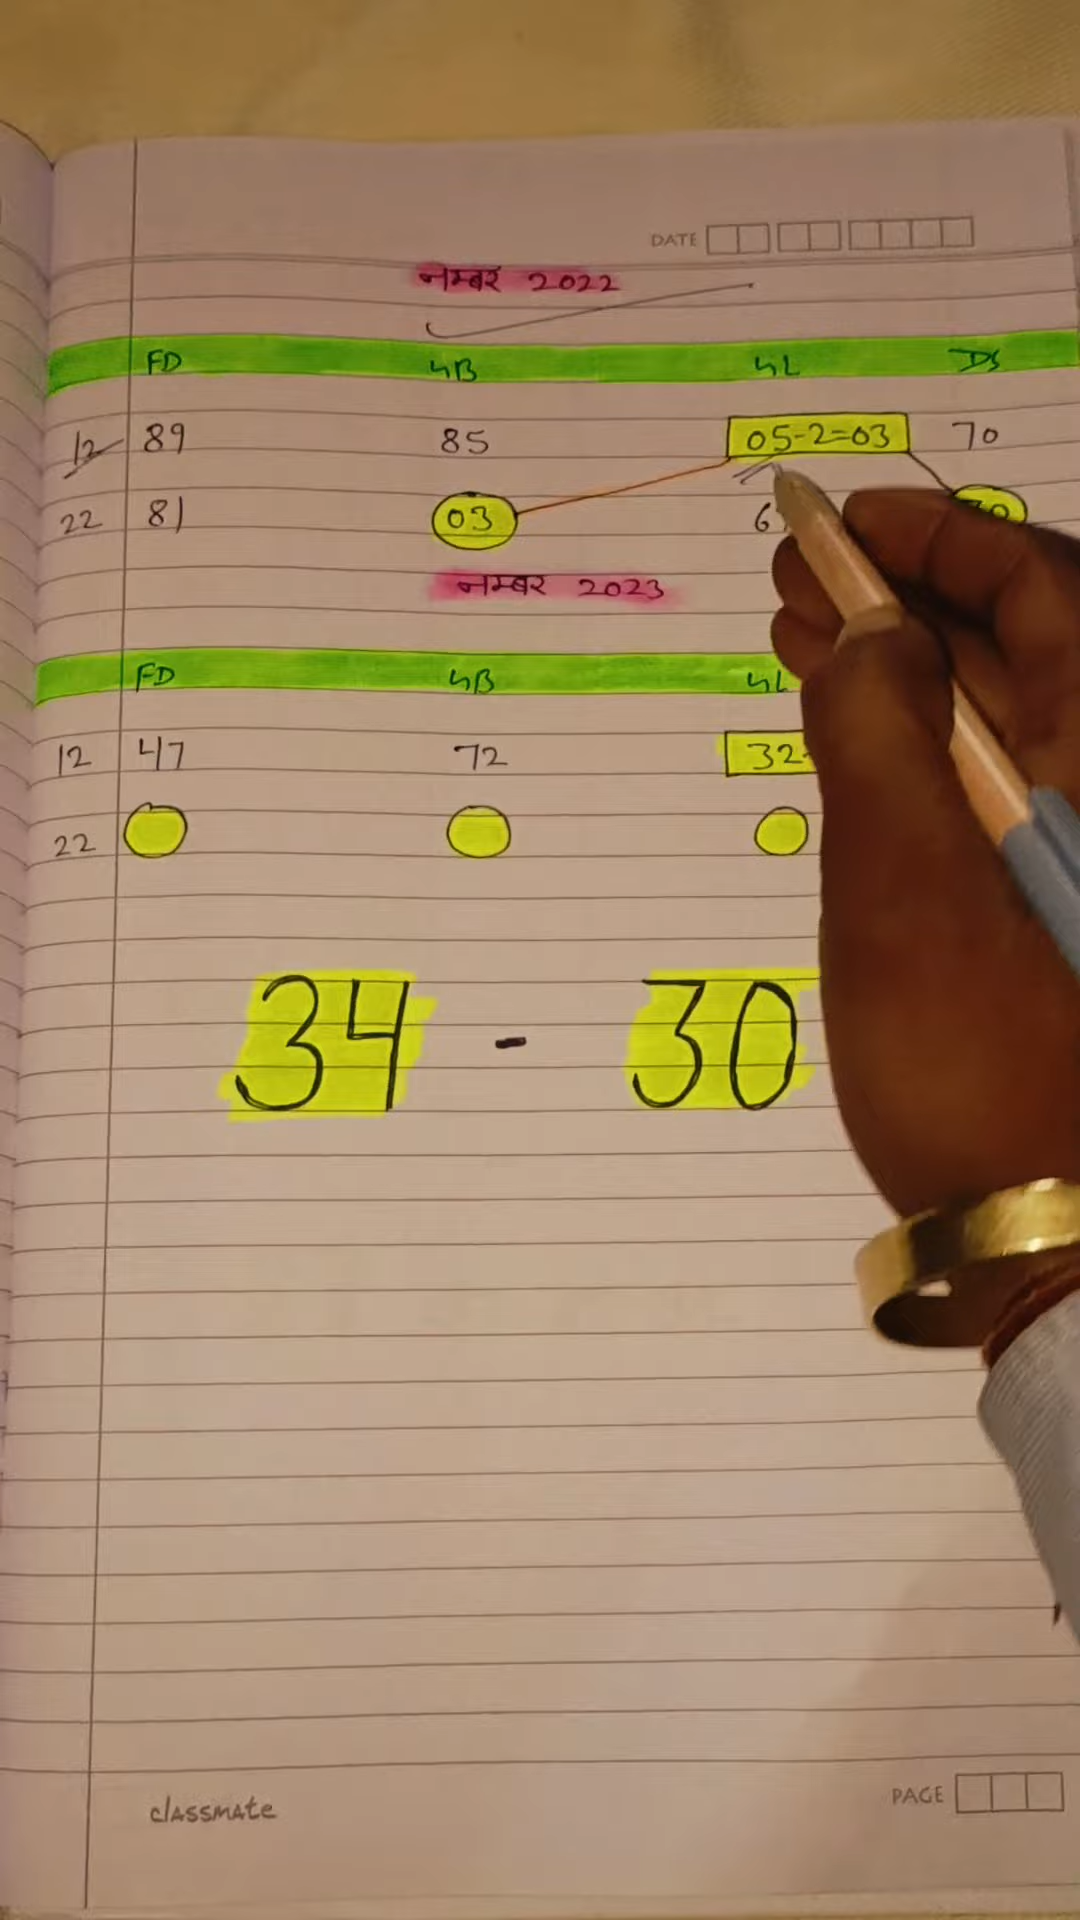 DATE
नम्बर 2022
FD GB GL DS
12 89 85 05-2=03 70
22 81 03
नम्बर 2023
FD GB GL
12 47 72 32
22
34 - 30
classmate
PAGE